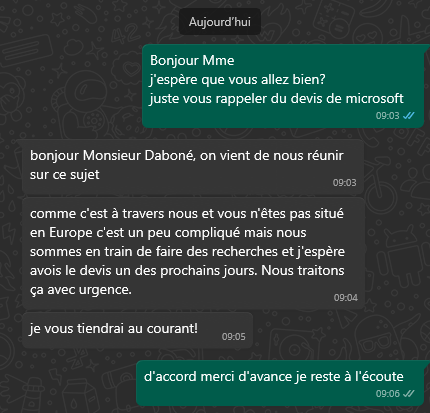 Aujourd'hui
Bonjour Mme
j'espère que vous allez bien?
juste vous rappeler du devis de microsoft
09:03
bonjour Monsieur Daboné, on vient de nous réunir
sur ce sujet
09:03
comme c'est à travers nous et vous n'êtes pas situé
en Europe c'est un peu compliqué mais nous
sommes en train de faire des recherches et j'espère
avois le devis un des prochains jours. Nous traitons
ça avec urgence.
09:04
je vous tiendrai au courant!
09:05
d'accord merci d'avance je reste à l'écoute
09:06